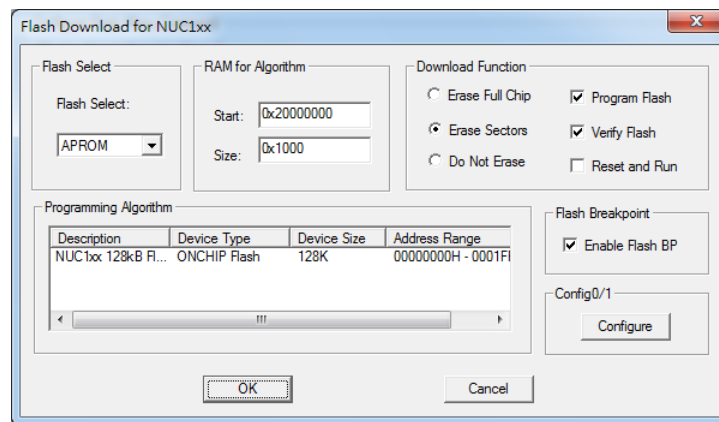 Flash Download for NUC1xx
Flash Select
Flash Select:
APROM
RAM for Algorithm
Start: 0x20000000
Size: 0x1000
Download Function
Erase Full Chip
Erase Sectors
Do Not Erase
Program Flash
Verify Flash
Reset and Run
Programming Algorithm
Description Device Type Device Size Address Range
NUC1xx 128kB Fl... ONCHIP Flash 128K 00000000H - 0001Ff
Flash Breakpoint
Enable Flash BP
Config0/1
Configure
OK
Cancel